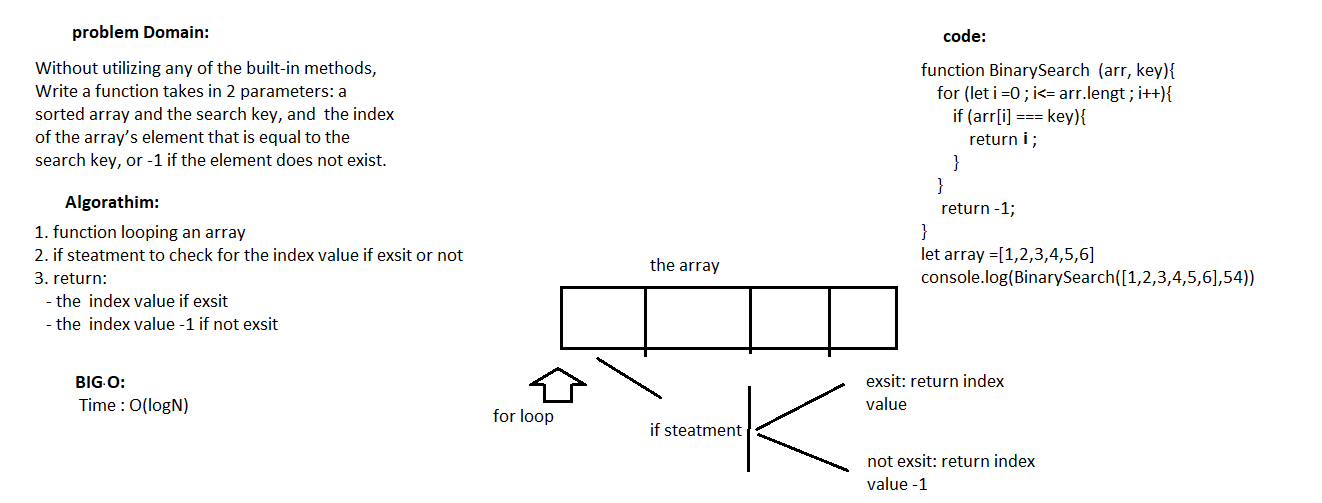 problem Domain:
Without utilizing any of the built-in methods,
Write a function takes in 2 parameters: a
sorted array and the search key, and  the index
of the array’s element that is equal to the
search key, or -1 if the element does not exist.
Algorathim:
1. function looping an array
2. if steatment to check for the index value if exsit or not
3. return:
- the  index value if exsit
- the  index value -1 if not exsit
BIG O:
Time : O(logN)
the array
for loop
if steatment
exsit: return index
value
not exsit: return index
value -1
code:
function BinarySearch  (arr, key){
for (let i =0 ; i<= arr.lengt ; i++){
if (arr[i] === key){
return i ;
}
}
return -1;
}
let array =[1,2,3,4,5,6]
console.log(BinarySearch([1,2,3,4,5,6],54))